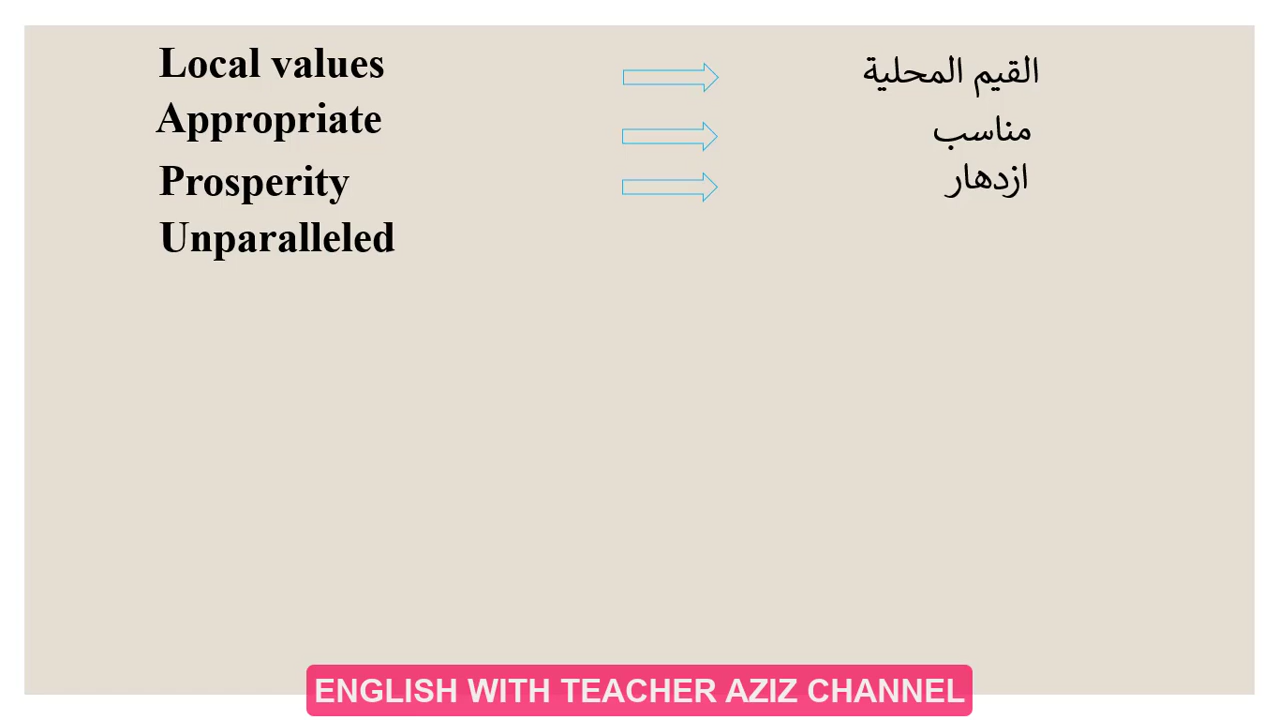 Local values القيم المحلية
Appropriate مناسب
Prosperity ازدهار
Unparalleled
ENGLISH WITH TEACHER AZIZ CHANNEL